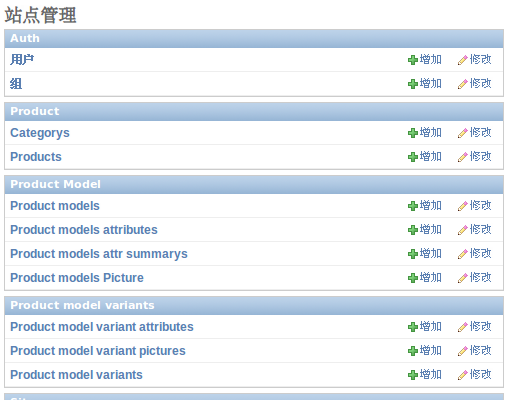 站点管理
Auth
用户 增加 修改
组 增加 修改
Product
Categorys 增加 修改
Products 增加 修改
Product Model
Product models 增加 修改
Product models attributes 增加 修改
Product models attr summarys 增加 修改
Product models Picture 增加 修改
Product model variants
Product model variant attributes 增加 修改
Product model variant pictures 增加 修改
Product model variants 增加 修改